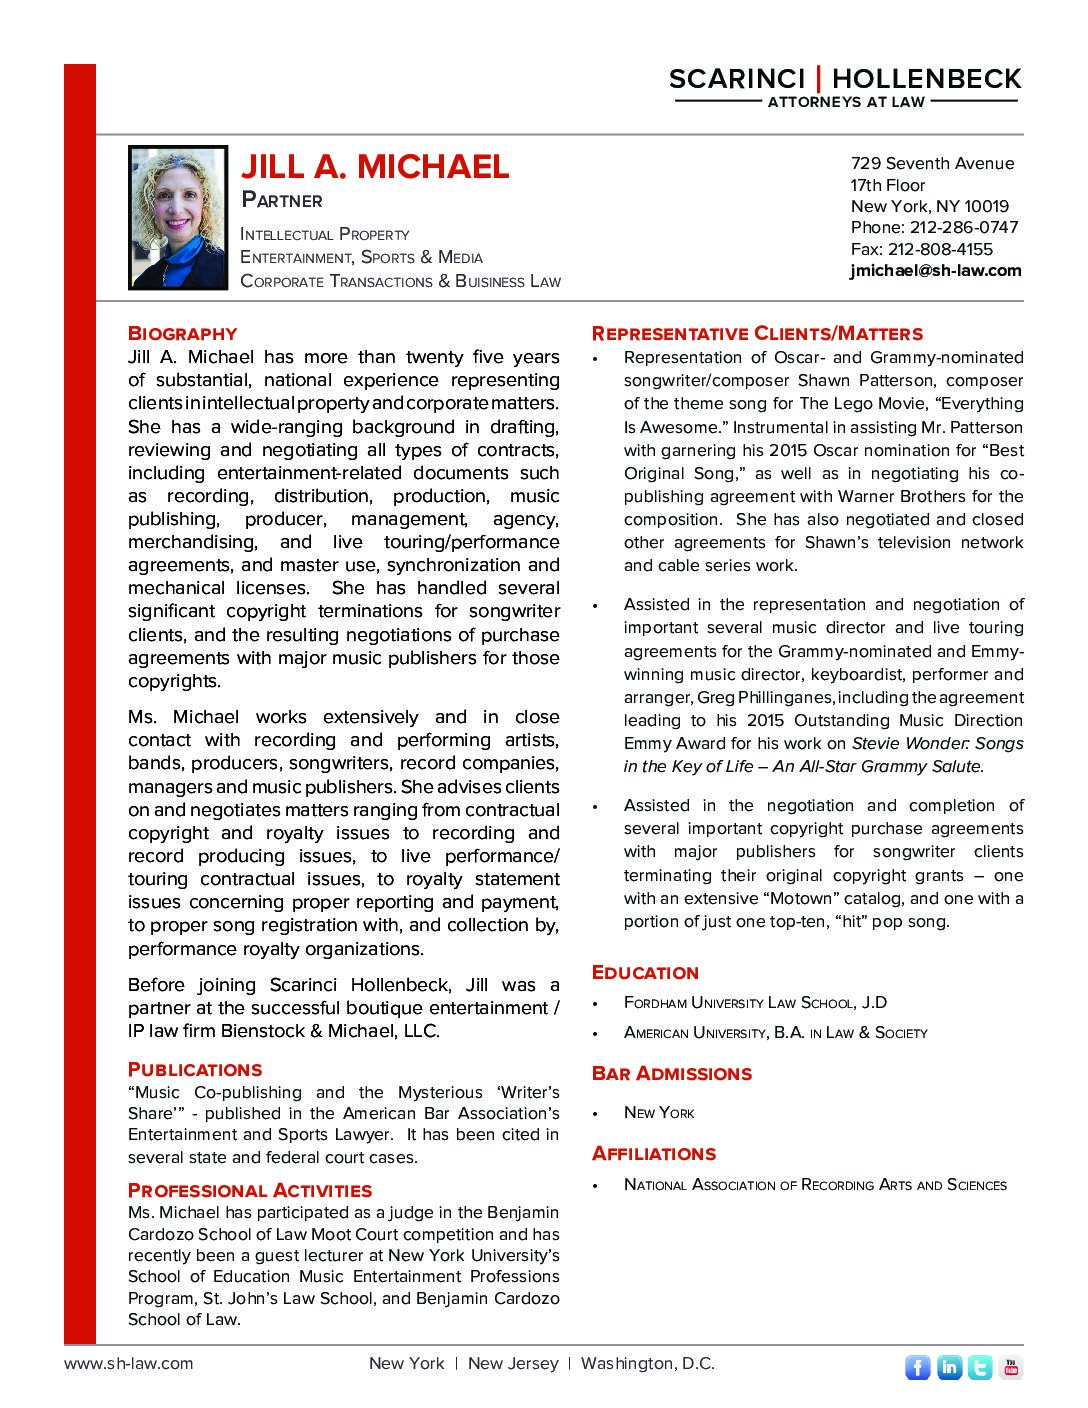 SCARINCI | HOLLENBECK
ATTORNEYS AT LAW
JILL A. MICHAEL
Partner
Intellectual Property
Entertainment, Sports & Media
Corporate Transactions & Buisiness Law
729 Seventh Avenue
17th Floor
New York, NY 10019
Phone: 212-286-0747
Fax: 212-808-4155
jmichael@sh-law.com
Biography
Jill A. Michael has more than twenty five years
of substantial, national experience representing
clients in intellectual property and corporate matters.
She has a wide-ranging background in drafting,
reviewing and negotiating all types of contracts,
including entertainment-related documents such
as recording, distribution, production, music
publishing, producer, management, agency,
merchandising, and live touring/performance
agreements, and master use, synchronization and
mechanical licenses. She has handled several
significant copyright terminations for songwriter
clients, and the resulting negotiations of purchase
agreements with major music publishers for those
copyrights.
Ms. Michael works extensively and in close
contact with recording and performing artists,
bands, producers, songwriters, record companies,
managers and music publishers. She advises clients
on and negotiates matters ranging from contractual
copyright and royalty issues to recording and
record producing issues, to live performance/
touring contractual issues, to royalty statement
issues concerning proper reporting and payment,
to proper song registration with, and collection by,
performance royalty organizations.
Before joining Scarinci Hollenbeck, Jill was a
partner at the successful boutique entertainment /
IP law firm Bienstock & Michael, LLC.
Publications
“Music Co-publishing and the Mysterious ‘Writer’s
Share’” - published in the American Bar Association’s
Entertainment and Sports Lawyer. It has been cited in
several state and federal court cases.
Professional Activities
Ms. Michael has participated as a judge in the Benjamin
Cardozo School of Law Moot Court competition and has
recently been a guest lecturer at New York University’s
School of Education Music Entertainment Professions
Program, St. John’s Law School, and Benjamin Cardozo
School of Law.
Representative Clients/Matters
• Representation of Oscar- and Grammy-nominated
songwriter/composer Shawn Patterson, composer
of the theme song for The Lego Movie, “Everything
Is Awesome.” Instrumental in assisting Mr. Patterson
with garnering his 2015 Oscar nomination for “Best
Original Song,” as well as in negotiating his co-
publishing agreement with Warner Brothers for the
composition. She has also negotiated and closed
other agreements for Shawn’s television network
and cable series work.
• Assisted in the representation and negotiation of
important several music director and live touring
agreements for the Grammy-nominated and Emmy-
winning music director, keyboardist, performer and
arranger, Greg Phillinganes, including the agreement
leading to his 2015 Outstanding Music Direction
Emmy Award for his work on Stevie Wonder: Songs
in the Key of Life – An All-Star Grammy Salute.
• Assisted in the negotiation and completion of
several important copyright purchase agreements
with major publishers for songwriter clients
terminating their original copyright grants – one
with an extensive “Motown” catalog, and one with a
portion of just one top-ten, “hit” pop song.
Education
• Fordham University Law School, J.D
• American University, B.A. in Law & Society
Bar Admissions
• New York
Affiliations
• National Association of Recording Arts and Sciences
www.sh-law.com
New York | New Jersey | Washington, D.C.
f in t You Tube